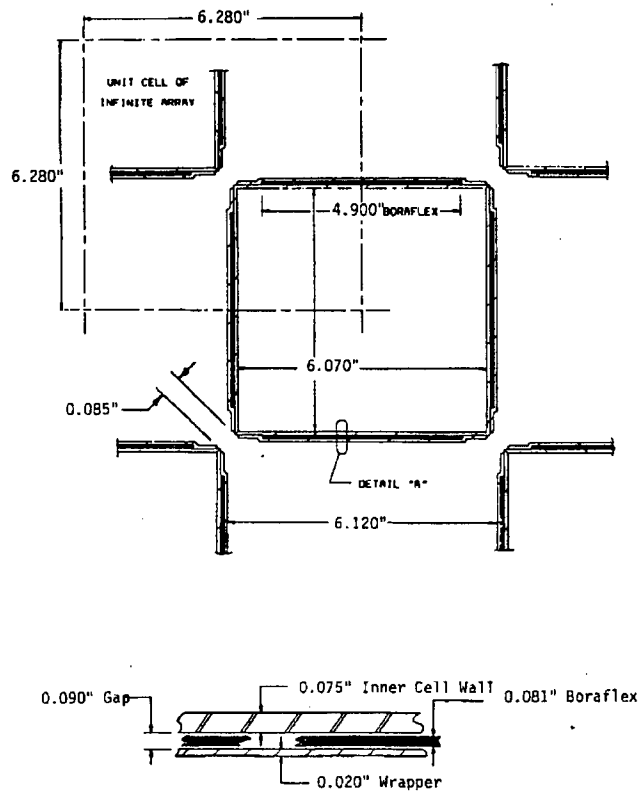 6.280"
UNIT CELL OF
INFINITE ARRAY
6.280"
4.900" BORAFLEX
6.070"
0.085"
DETAIL "A"
6.120"
0.075" Inner Cell Wall
0.090" Gap
0.081" Boraflex
0.020" Wrapper